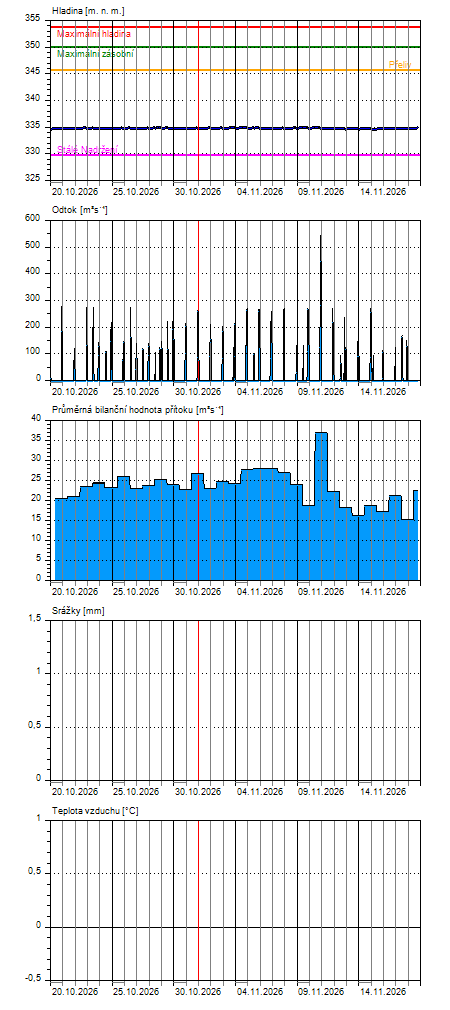 Hladina [m. n. m.]
355
Maximální hladina
350
Maximální zásobní
Přeliv
345
340
335
330
Stálé Nadržení
325
20.10.2026 25.10.2026 30.10.2026 04.11.2026 09.11.2026 14.11.2026
Odtok [m³s⁻¹]
600
500
400
300
200
100
0
20.10.2026 25.10.2026 30.10.2026 04.11.2026 09.11.2026 14.11.2026
Průměrná bilanční hodnota přítoku [m³s⁻¹]
40
35
30
25
20
15
10
5
0
20.10.2026 25.10.2026 30.10.2026 04.11.2026 09.11.2026 14.11.2026
Srážky [mm]
1,5
1
0,5
0
20.10.2026 25.10.2026 30.10.2026 04.11.2026 09.11.2026 14.11.2026
Teplota vzduchu [°C]
1
0,5
0
-0,5
20.10.2026 25.10.2026 30.10.2026 04.11.2026 09.11.2026 14.11.2026